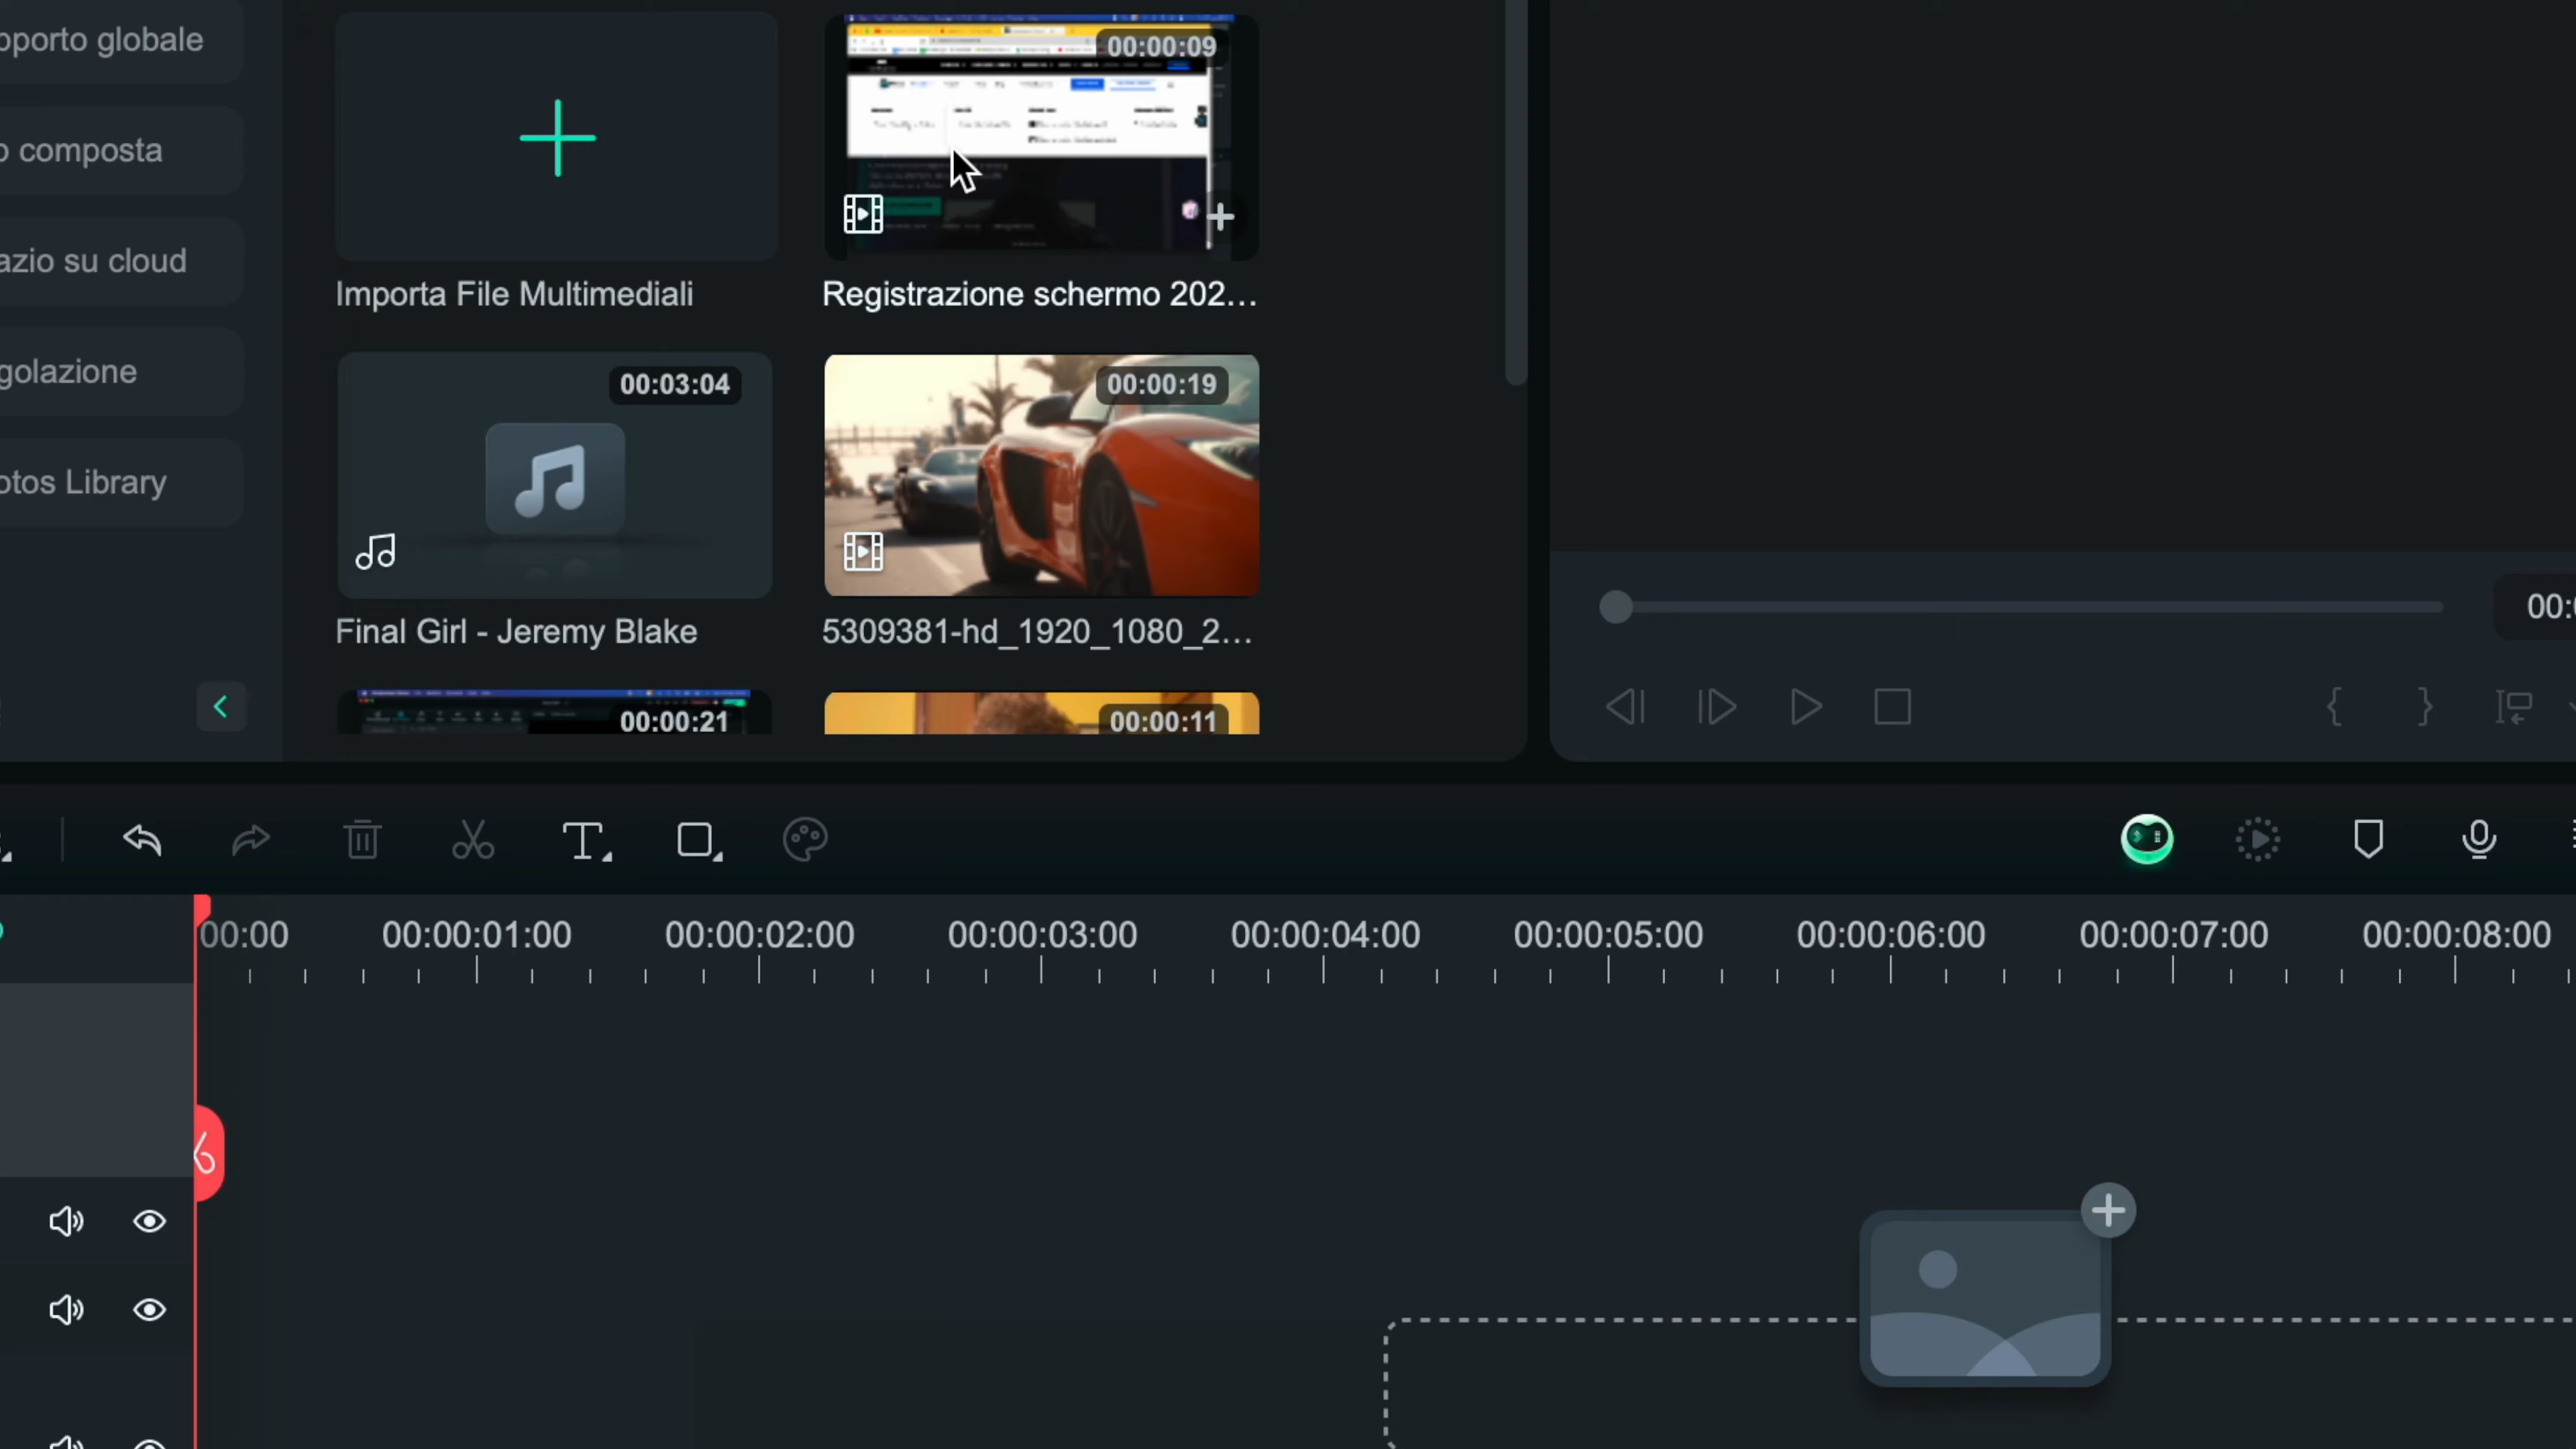 pporto globale
o composta
azio su cloud
golazione
otos Library
00:00:09
Importa File Multimediali
Registrazione schermo 202...
00:03:04
00:00:19
Final Girl - Jeremy Blake
5309381-hd_1920_1080_2...
00:00:21
00:00:11
00:
00:00
00:00:01:00
00:00:02:00
00:00:03:00
00:00:04:00
00:00:05:00
00:00:06:00
00:00:07:00
00:00:08:00